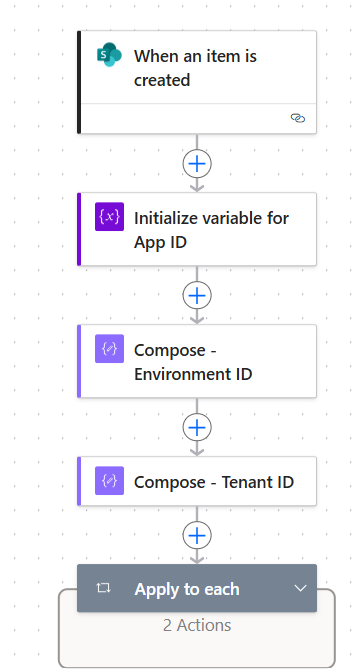 When an item is
created
Initialize variable for
App ID
Compose -
Environment ID
Compose - Tenant ID
Apply to each
2 Actions